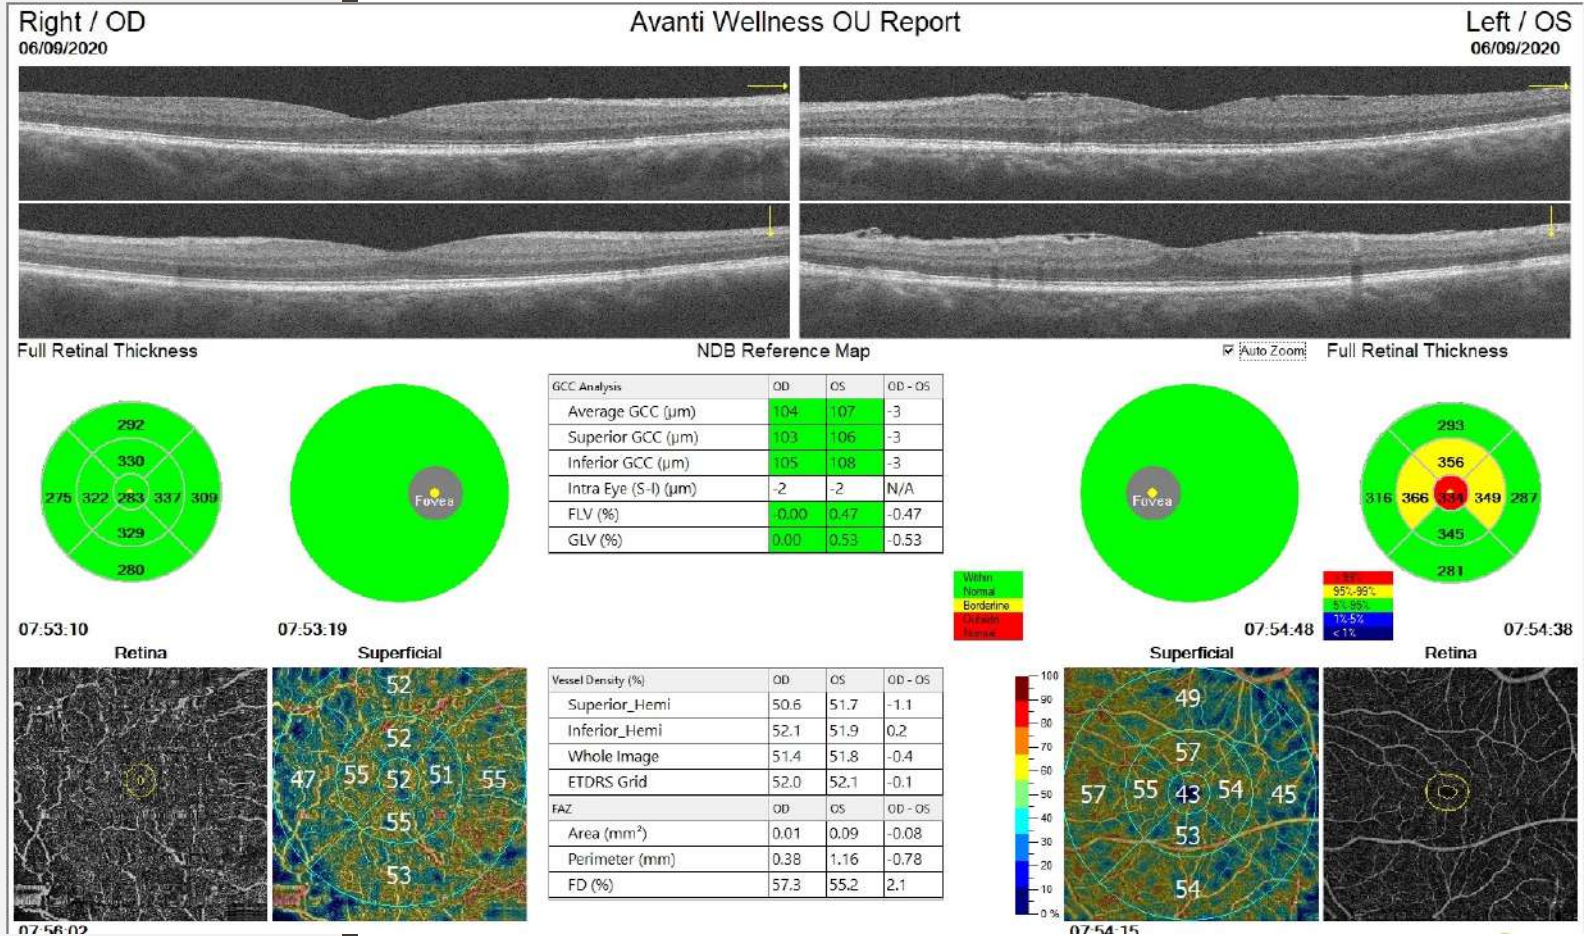 Right / OD
Avanti Wellness OU Report
Left / OS
06/09/2020
06/09/2020
Full Retinal Thickness
NDB Reference Map
Auto Zoom
Full Retinal Thickness
292
330
275 322 283 337 309
329
280
Fovea
GCC Analysis OD OS OD - OS
Average GCC (µm) 104 107 -3
Superior GCC (µm) 103 106 -3
Inferior GCC (µm) 105 108 -3
Intra Eye (S-I) (µm) -2 -2 N/A
FLV (%) -0.00 0.47 -0.47
GLV (%) 0.00 0.53 -0.53
Within
Normal
Borderline
Outside
Normal
Fovea
> 99%
95%-99%
5%-95%
1%-5%
< 1%
293
356
316 366 334 349 287
345
281
07:53:10
07:53:19
07:54:48
07:54:38
Retina
Superficial
Superficial
Retina
52
52
47 55 52 51 55
55
53
Vessel Density (%) OD OS OD - OS
Superior_Hemi 50.6 51.7 -1.1
Inferior_Hemi 52.1 51.9 0.2
Whole Image 51.4 51.8 -0.4
ETDRS Grid 52.0 52.1 -0.1
FAZ OD OS OD - OS
Area (mm²) 0.01 0.09 -0.08
Perimeter (mm) 0.38 1.16 -0.78
FD (%) 57.3 55.2 2.1
100
90
80
70
60
50
40
30
20
10
0 %
49
57
57 55 43 54 45
53
54
07:56:02
07:54:15